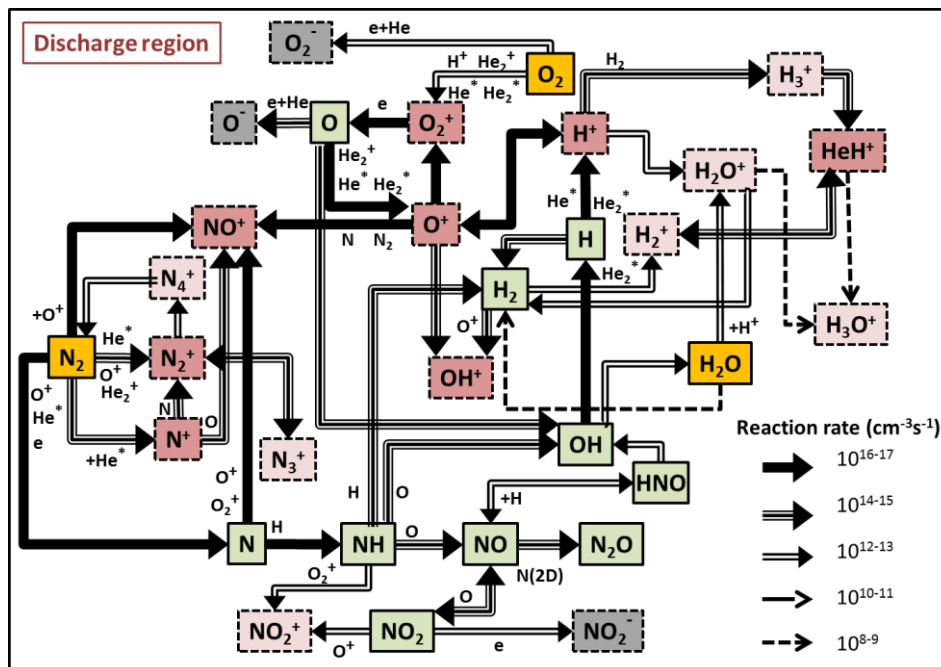 Discharge region
O₂⁻
e+He
O₂
H⁺ He₂⁺
He* He₂*
H₂
H₃⁺
O⁻
e+He
O
e
O₂⁺
H⁺
HeH⁺
He₂⁺
He* He₂*
H₂O⁺
He*
He₂*
NO⁺
N N₂
O⁺
H
H₂⁺
N₄⁺
H₂
He₂*
+O⁺
O⁺
+H⁺
H₃O⁺
N₂
He*
N₂⁺
H₂O
O⁺
O⁺
He₂⁺
OH⁺
He*
N
O
e
N⁺
+He*
N₃⁺
OH
Reaction rate (cm⁻³s⁻¹)
10¹⁶⁻¹⁷
O⁺
H
O
HNO
10¹⁴⁻¹⁵
O₂⁺
+H
N
H
NH
O
NO
N₂O
10¹²⁻¹³
O₂⁺
N(2D)
10¹⁰⁻¹¹
O
NO₂⁺
O⁺
NO₂
e
NO₂⁻
10⁸⁻⁹